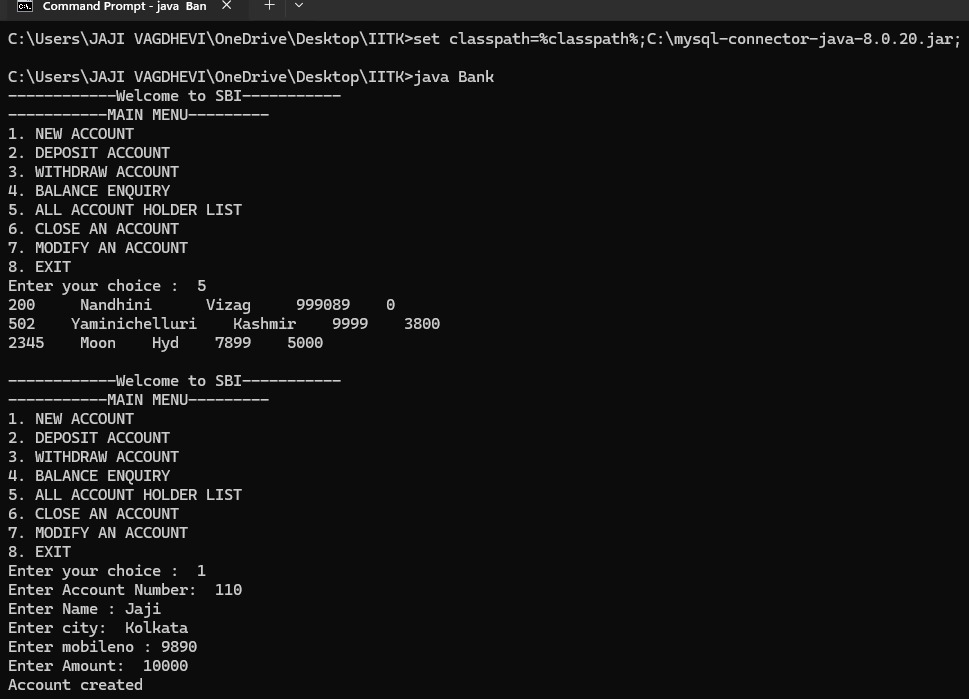 Command Prompt - java Ban
C:\Users\JAJI VAGDHEVI\OneDrive\Desktop\IITK>set classpath=%classpath%;C:\mysql-connector-java-8.0.20.jar;
C:\Users\JAJI VAGDHEVI\OneDrive\Desktop\IITK>java Bank
------------Welcome to SBI-----------
-----------MAIN MENU---------
1. NEW ACCOUNT
2. DEPOSIT ACCOUNT
3. WITHDRAW ACCOUNT
4. BALANCE ENQUIRY
5. ALL ACCOUNT HOLDER LIST
6. CLOSE AN ACCOUNT
7. MODIFY AN ACCOUNT
8. EXIT
Enter your choice :  5
200     Nandhini      Vizag     999089    0
502    Yaminichelluri    Kashmir    9999    3800
2345    Moon    Hyd    7899    5000
------------Welcome to SBI-----------
-----------MAIN MENU---------
1. NEW ACCOUNT
2. DEPOSIT ACCOUNT
3. WITHDRAW ACCOUNT
4. BALANCE ENQUIRY
5. ALL ACCOUNT HOLDER LIST
6. CLOSE AN ACCOUNT
7. MODIFY AN ACCOUNT
8. EXIT
Enter your choice :  1
Enter Account Number:  110
Enter Name : Jaji
Enter city:  Kolkata
Enter mobileno : 9890
Enter Amount:  10000
Account created